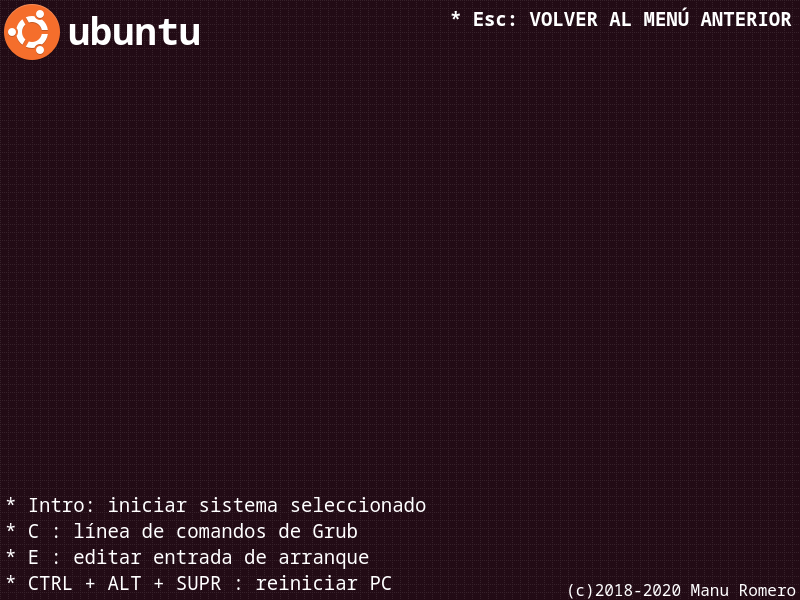 ubuntu
* Esc: VOLVER AL MENÚ ANTERIOR
* Intro: iniciar sistema seleccionado
* C : línea de comandos de Grub
* E : editar entrada de arranque
* CTRL + ALT + SUPR : reiniciar PC
(c)2018-2020 Manu Romero